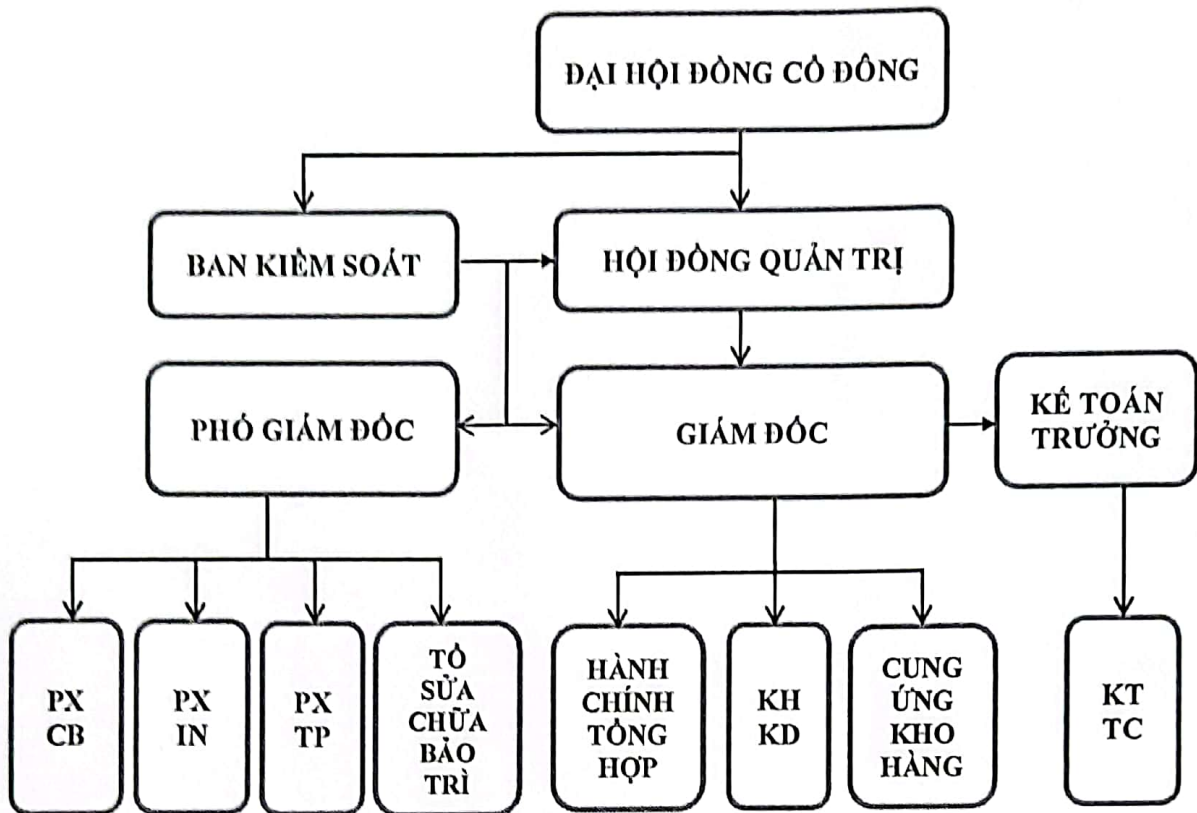 ĐẠI HỘI ĐỒNG CỔ ĐÔNG
BAN KIỂM SOÁT
HỘI ĐỒNG QUẢN TRỊ
PHÓ GIÁM ĐỐC
GIÁM ĐỐC
KẾ TOÁN
TRƯỞNG
PX
CB
PX
IN
PX
TP
TỔ
SỬA
CHỮA
BẢO
TRÌ
HÀNH
CHÍNH
TỔNG
HỢP
KH
KD
CUNG
ỨNG
KHO
HÀNG
KT
TC